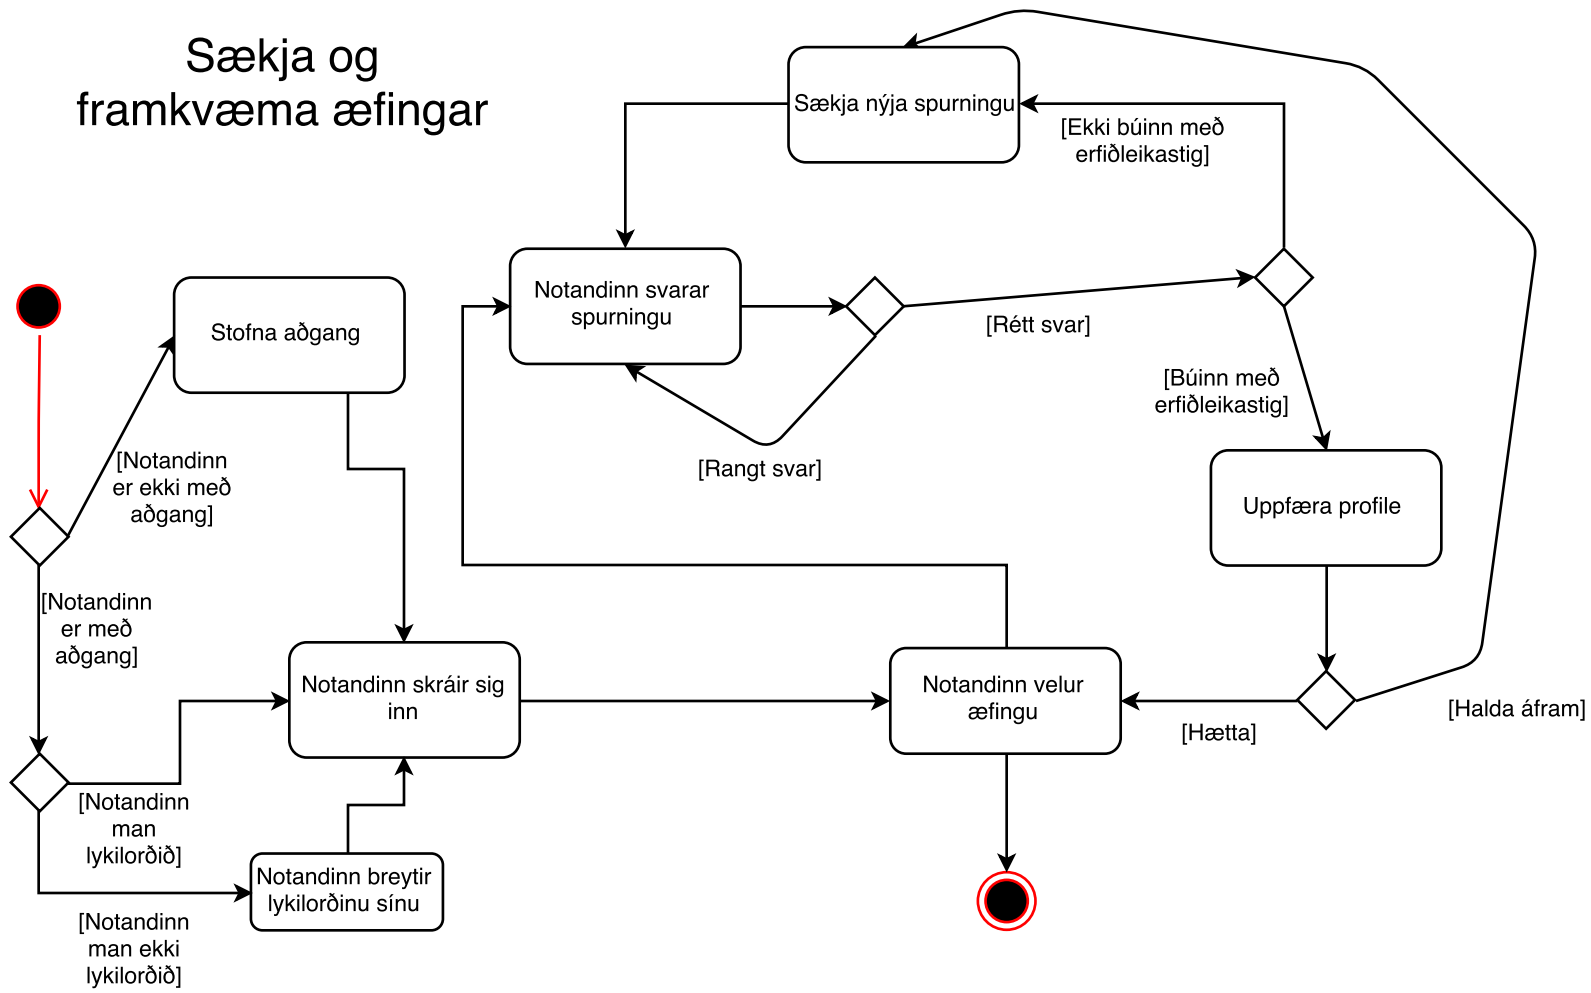 Sækja og
framkvæma æfingar
Sækja nýja spurningu
[Ekki búinn með
erfiðleikastig]
Notandinn svarar
spurningu
Stofna aðgang
[Rétt svar]
[Búinn með
erfiðleikastig]
[Rangt svar]
[Notandinn
er ekki með
aðgang]
Uppfæra profile
[Notandinn
er með
aðgang]
Notandinn skráir sig
inn
Notandinn velur
æfingu
[Hætta]
[Halda áfram]
[Notandinn
man
lykilorðið]
Notandinn breytir
lykilorðinu sínu
[Notandinn
man ekki
lykilorðið]